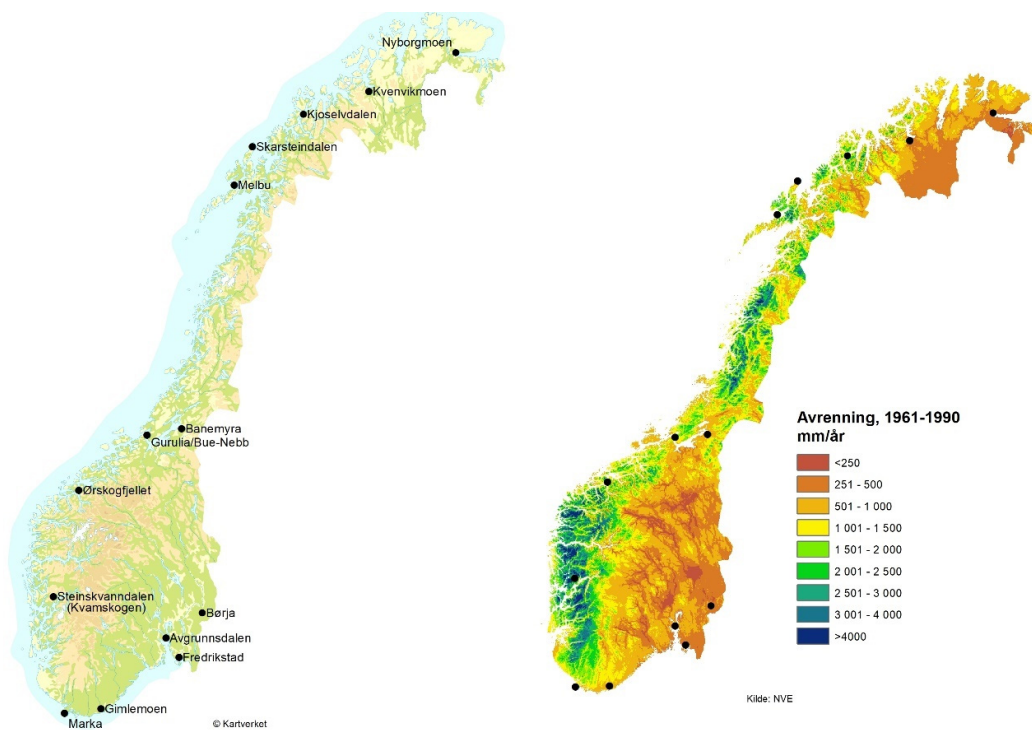 Nyborgmoen
Kvenvikmoen
Kjoselvdalen
Skarsteindalen
Melbu
Banemyra
Gurulia/Bue-Nebb
Ørskogfjellet
Steinskvanndalen
(Kvamskogen)
Børja
Avgrunnsdalen
Fredrikstad
Gimlemoen
Marka
© Kartverket
Avrenning, 1961-1990
mm/år
<250
251 - 500
501 - 1 000
1 001 - 1 500
1 501 - 2 000
2 001 - 2 500
2 501 - 3 000
3 001 - 4 000
>4000
Kilde: NVE